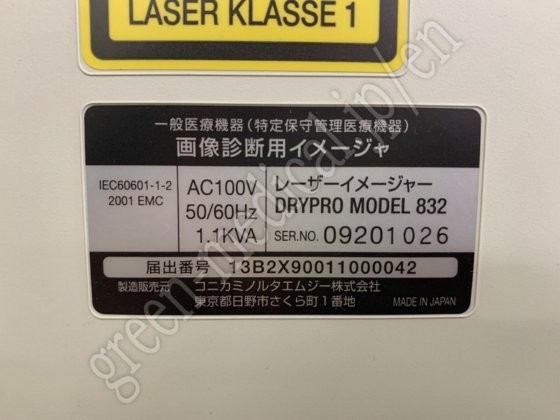 LASER KLASSE 1
一般医療機器（特定保守管理医療機器）
画像診断用イメージャ
IEC60601-1-2
2001 EMC
AC100V
50/60Hz
1.1KVA
レーザーイメージャー
DRYPRO MODEL 832
SER.NO. 09201026
届出番号 13B2X90011000042
製造販売元 コニカミノルタエムジー株式会社
東京都日野市さくら町1番地
MADE IN JAPAN
green-medical.jp/en